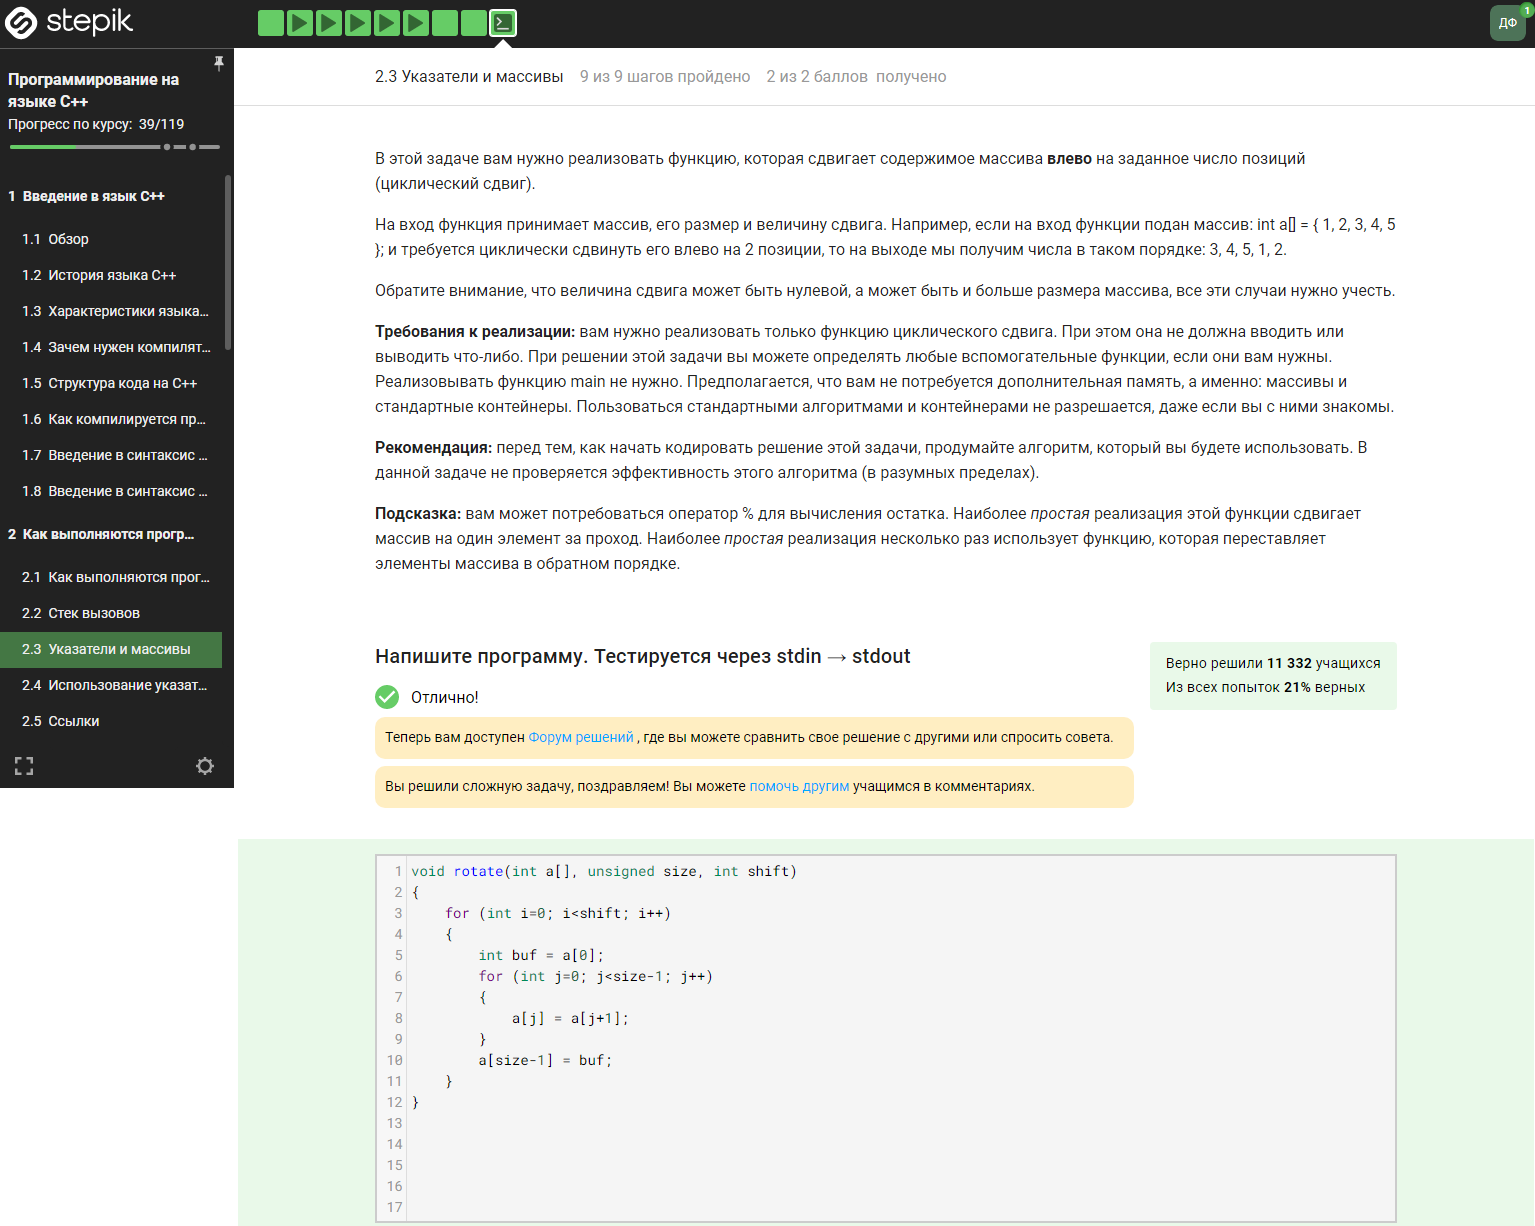 stepik
ДФ
1
Программирование на
языке C++
Прогресс по курсу: 39/119
1 Введение в язык C++
1.1 Обзор
1.2 История языка C++
1.3 Характеристики языка...
1.4 Зачем нужен компилят...
1.5 Структура кода на C++
1.6 Как компилируется пр...
1.7 Введение в синтаксис ...
1.8 Введение в синтаксис ...
2 Как выполняются прогр...
2.1 Как выполняются прог...
2.2 Стек вызовов
2.3 Указатели и массивы
2.4 Использование указат...
2.5 Ссылки
2.3 Указатели и массивы 9 из 9 шагов пройдено 2 из 2 баллов получено
В этой задаче вам нужно реализовать функцию, которая сдвигает содержимое массива влево на заданное число позиций
(циклический сдвиг).
На вход функция принимает массив, его размер и величину сдвига. Например, если на вход функции подан массив: int a[] = { 1, 2, 3, 4, 5
}; и требуется циклически сдвинуть его влево на 2 позиции, то на выходе мы получим числа в таком порядке: 3, 4, 5, 1, 2.
Обратите внимание, что величина сдвига может быть нулевой, а может быть и больше размера массива, все эти случаи нужно учесть.
Требования к реализации: вам нужно реализовать только функцию циклического сдвига. При этом она не должна вводить или
выводить что-либо. При решении этой задачи вы можете определять любые вспомогательные функции, если они вам нужны.
Реализовывать функцию main не нужно. Предполагается, что вам не потребуется дополнительная память, а именно: массивы и
стандартные контейнеры. Пользоваться стандартными алгоритмами и контейнерами не разрешается, даже если вы с ними знакомы.
Рекомендация: перед тем, как начать кодировать решение этой задачи, продумайте алгоритм, который вы будете использовать. В
данной задаче не проверяется эффективность этого алгоритма (в разумных пределах).
Подсказка: вам может потребоваться оператор % для вычисления остатка. Наиболее простая реализация этой функции сдвигает
массив на один элемент за проход. Наиболее простая реализация несколько раз использует функцию, которая переставляет
элементы массива в обратном порядке.
Напишите программу. Тестируется через stdin → stdout
Верно решили 11 332 учащихся
Из всех попыток 21% верных
Отлично!
Теперь вам доступен Форум решений , где вы можете сравнить свое решение с другими или спросить совета.
Вы решили сложную задачу, поздравляем! Вы можете помочь другим учащимся в комментариях.
1 void rotate(int a[], unsigned size, int shift)
2 {
3     for (int i=0; i<shift; i++)
4     {
5         int buf = a[0];
6         for (int j=0; j<size-1; j++)
7         {
8             a[j] = a[j+1];
9         }
10         a[size-1] = buf;
11     }
12 }
13
14
15
16
17